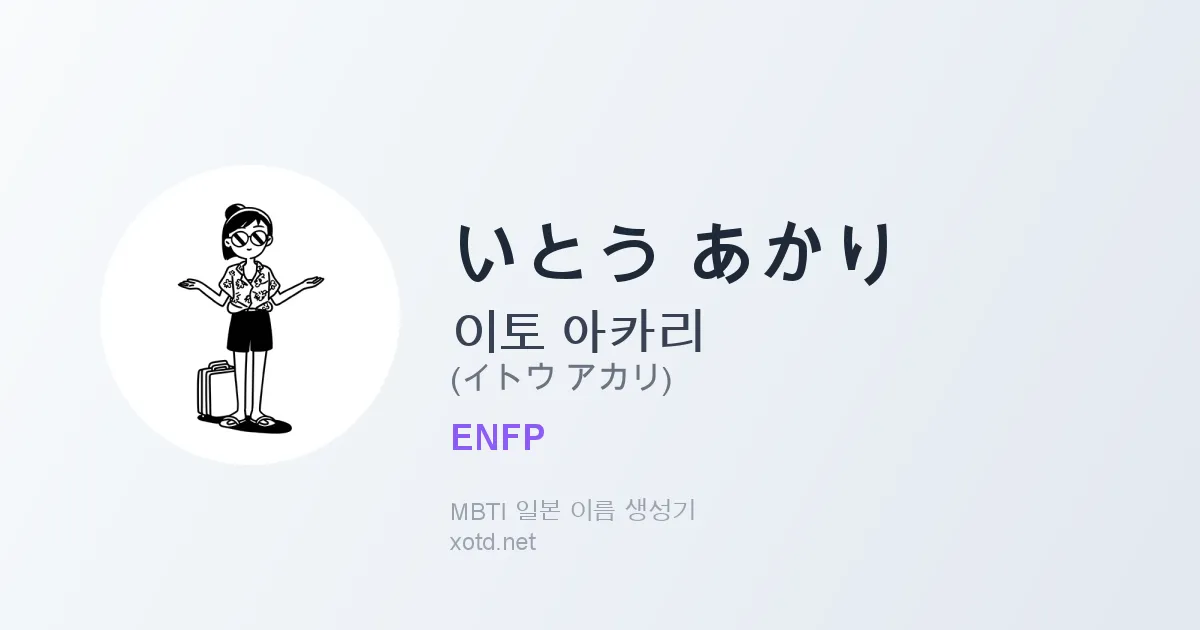 いとう あかり
이토 아카리
(イトウ アカリ)
ENFP
MBTI 일본 이름 생성기
xotd.net